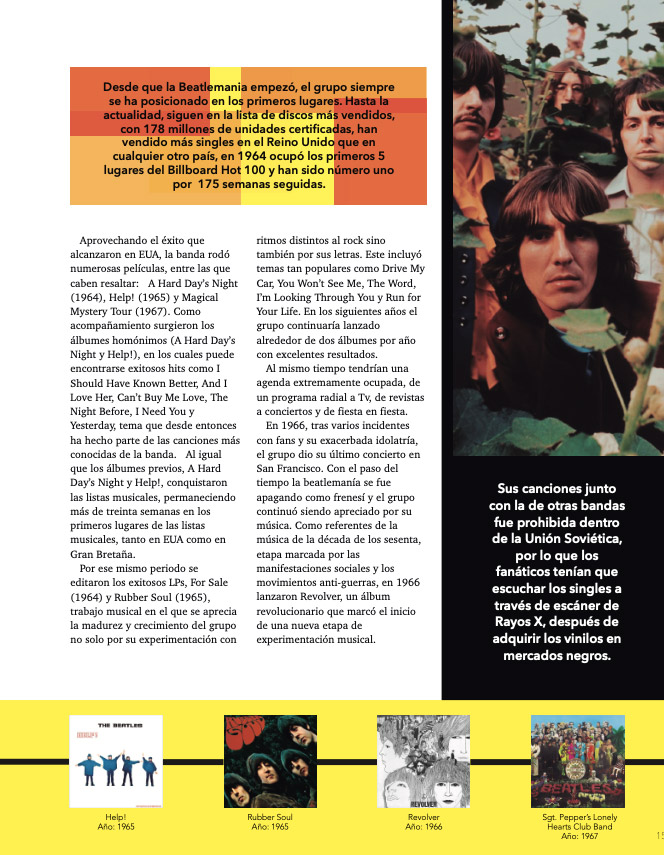 Desde que la Beatlemania empezó, el grupo siempre
se ha posicionado en los primeros lugares. Hasta la
actualidad, siguen en la lista de discos más vendidos,
con 178 millones de unidades certificadas, han
vendido más singles en el Reino Unido que en
cualquier otro país, en 1964 ocupó los primeros 5
lugares del Billboard Hot 100 y han sido número uno
por 175 semanas seguidas.
Aprovechando el éxito que
alcanzaron en EUA, la banda rodó
numerosas películas, entre las que
caben resaltar: A Hard Day's Night
(1964), Help! (1965) y Magical
Mystery Tour (1967). Como
acompañamiento surgieron los
álbumes homónimos (A Hard Day's
Night y Help!), en los cuales puede
encontrarse exitosos hits como I
Should Have Known Better, And I
Love Her, Can't Buy Me Love, The
Night Before, I Need You y
Yesterday, tema que desde entonces
ha hecho parte de las canciones más
conocidas de la banda. Al igual
que los álbumes previos, A Hard
Day's Night y Help!, conquistaron
las listas musicales, permaneciendo
más de treinta semanas en los
primeros lugares de las listas
musicales, tanto en EUA como en
Gran Bretaña.
Por ese mismo periodo se
editaron los exitosos LPs, For Sale
(1964) y Rubber Soul (1965),
trabajo musical en el que se aprecia
la madurez y crecimiento del grupo
no solo por su experimentación con
ritmos distintos al rock sino
también por sus letras. Este incluyó
temas tan populares como Drive My
Car, You Won't See Me, The Word,
I'm Looking Through You y Run for
Your Life. En los siguientes años el
grupo continuaría lanzado
alrededor de dos álbumes por año
con excelentes resultados.
Al mismo tiempo tendrían una
agenda extremamente ocupada, de
un programa radial a Tv, de revistas
a conciertos y de fiesta en fiesta.
En 1966, tras varios incidentes
con fans y su exacerbada idolatría,
el grupo dio su último concierto en
San Francisco. Con el paso del
tiempo la beatlemanía se fue
apagando como frenesí y el grupo
continuó siendo apreciado por su
música. Como referentes de la
música de la década de los sesenta,
etapa marcada por las
manifestaciones sociales y los
movimientos anti-guerras, en 1966
lanzaron Revolver, un álbum
revolucionario que marcó el inicio
de una nueva etapa de
experimentación musical.
Sus canciones junto
con la de otras bandas
fue prohibida dentro
de la Unión Soviética,
por lo que los
fanáticos tenían que
escuchar los singles a
través de escáner de
Rayos X, después de
adquirir los vinilos en
mercados negros.
THE BEATLES
HELP!
RUBBER SOUL
REVOLVER
BEATLES
Help!
Año: 1965
Rubber Soul
Año: 1965
Revolver
Año: 1966
Sgt. Pepper's Lonely
Hearts Club Band
Año: 1967